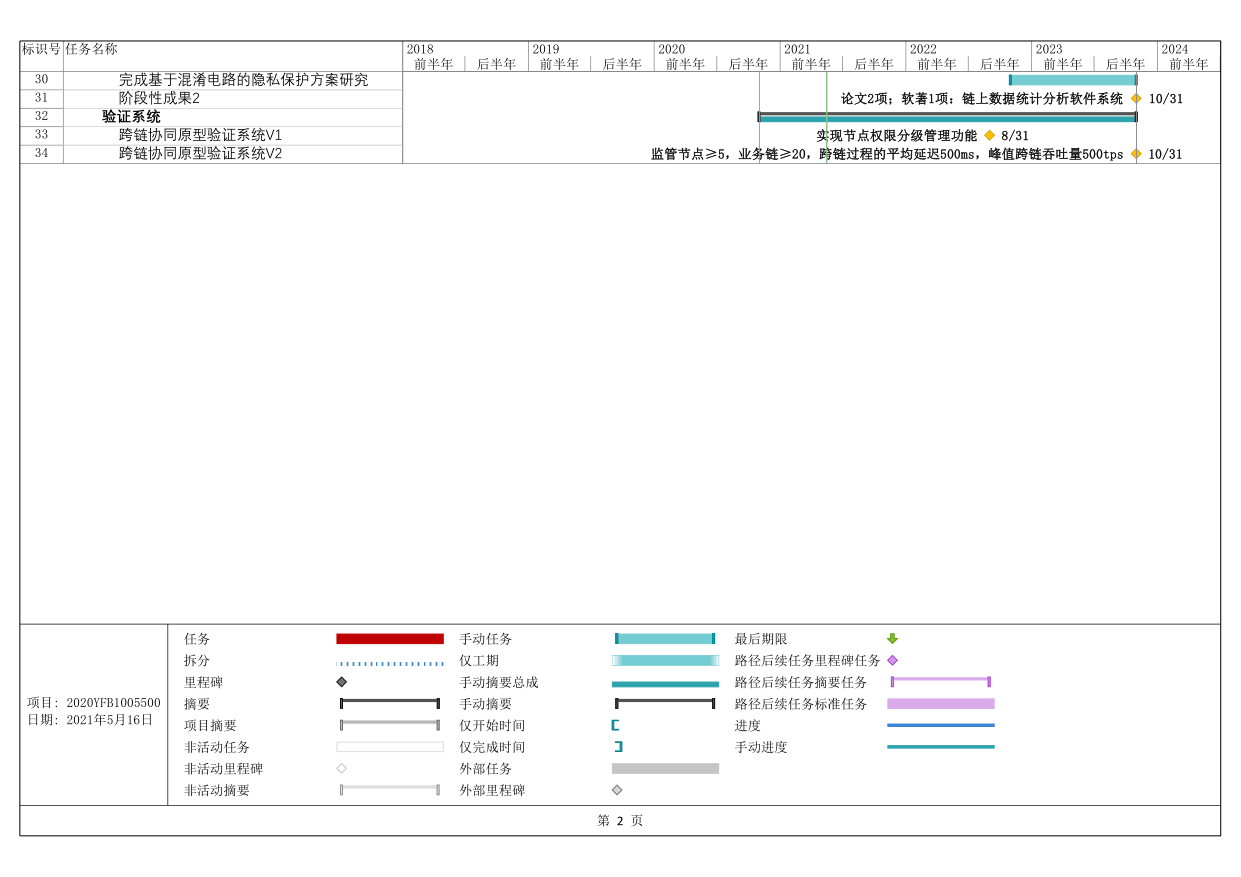 标识号 任务名称 2018 2019 2020 2021 2022 2023 2024
前半年 后半年 前半年 后半年 前半年 后半年 前半年 后半年 前半年 后半年 前半年 后半年 前半年
30 完成基于混淆电路的隐私保护方案研究
31 阶段性成果2 论文2项；软著1项：链上数据统计分析软件系统 10/31
32 验证系统
33 跨链协同原型验证系统V1 实现节点权限分级管理功能 8/31
34 跨链协同原型验证系统V2 监管节点≥5，业务链≥20，跨链过程的平均延迟500ms，峰值跨链吞吐量500tps 10/31
项目：2020YFB1005500
日期：2021年5月16日
任务 手动任务 最后期限
拆分 仅工期 路径后续任务里程碑任务
里程碑 手动摘要总成 路径后续任务摘要任务
摘要 手动摘要 路径后续任务标准任务
项目摘要 仅开始时间 进度
非活动任务 仅完成时间 手动进度
非活动里程碑 外部任务
非活动摘要 外部里程碑
第 2 页